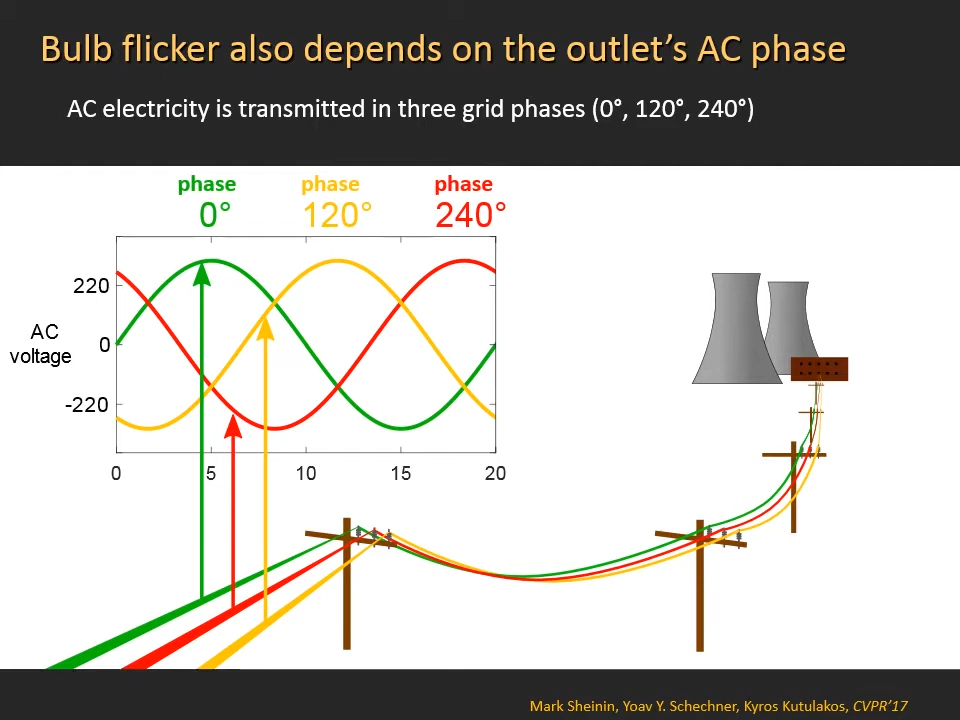 Bulb flicker also depends on the outlet’s AC phase
AC electricity is transmitted in three grid phases (0°, 120°, 240°)
phase phase phase
0° 120° 240°
220
AC
voltage
0
-220
0 5 10 15 20
Mark Sheinin, Yoav Y. Schechner, Kyros Kutulakos, CVPR’17